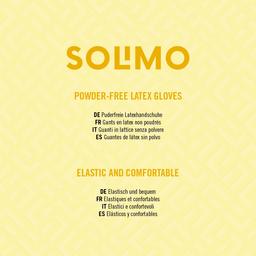 SOLIMO
POWDER-FREE LATEX GLOVES
DE Puderfreie Latexhandschuhe
FR Gants en latex non poudrés
IT Guanti in lattice senza polvere
ES Guantes de látex sin polvo
ELASTIC AND COMFORTABLE
DE Elastisch und bequem
FR Élastiques et confortables
IT Elastici e confortevoli
ES Elásticos y confortables